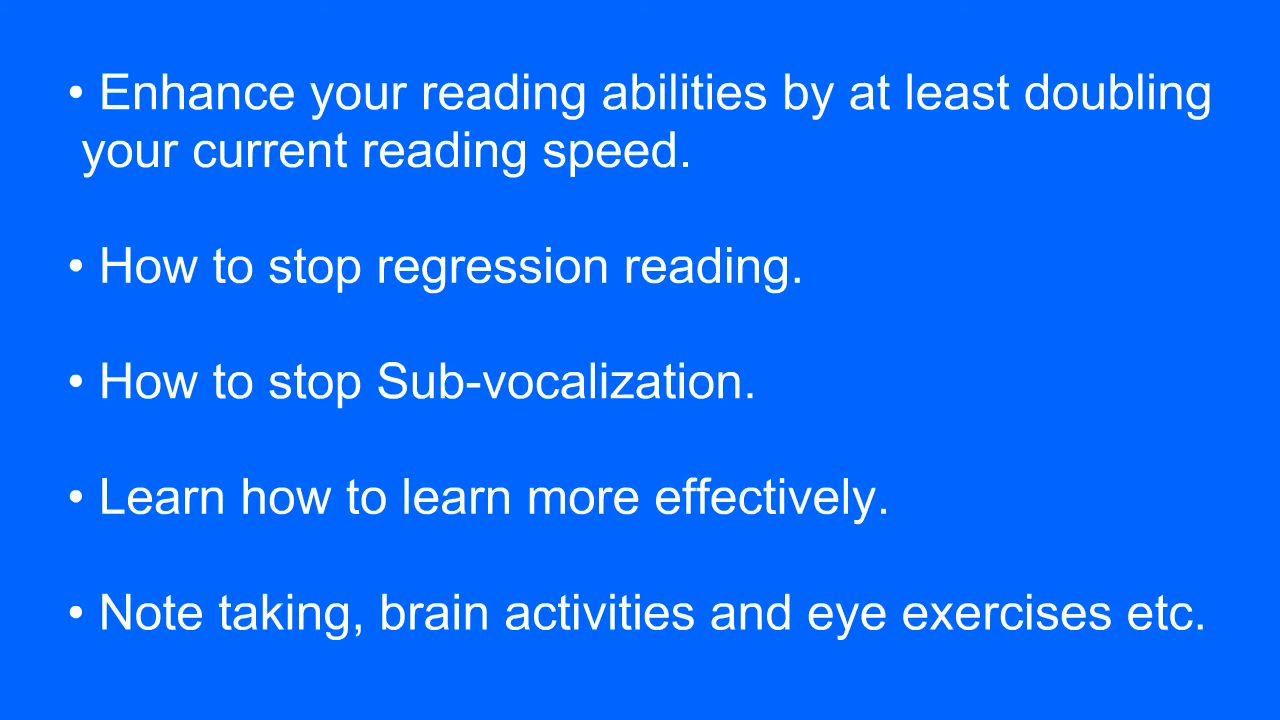 • Enhance your reading abilities by at least doubling
your current reading speed.
• How to stop regression reading.
• How to stop Sub-vocalization.
• Learn how to learn more effectively.
• Note taking, brain activities and eye exercises etc.